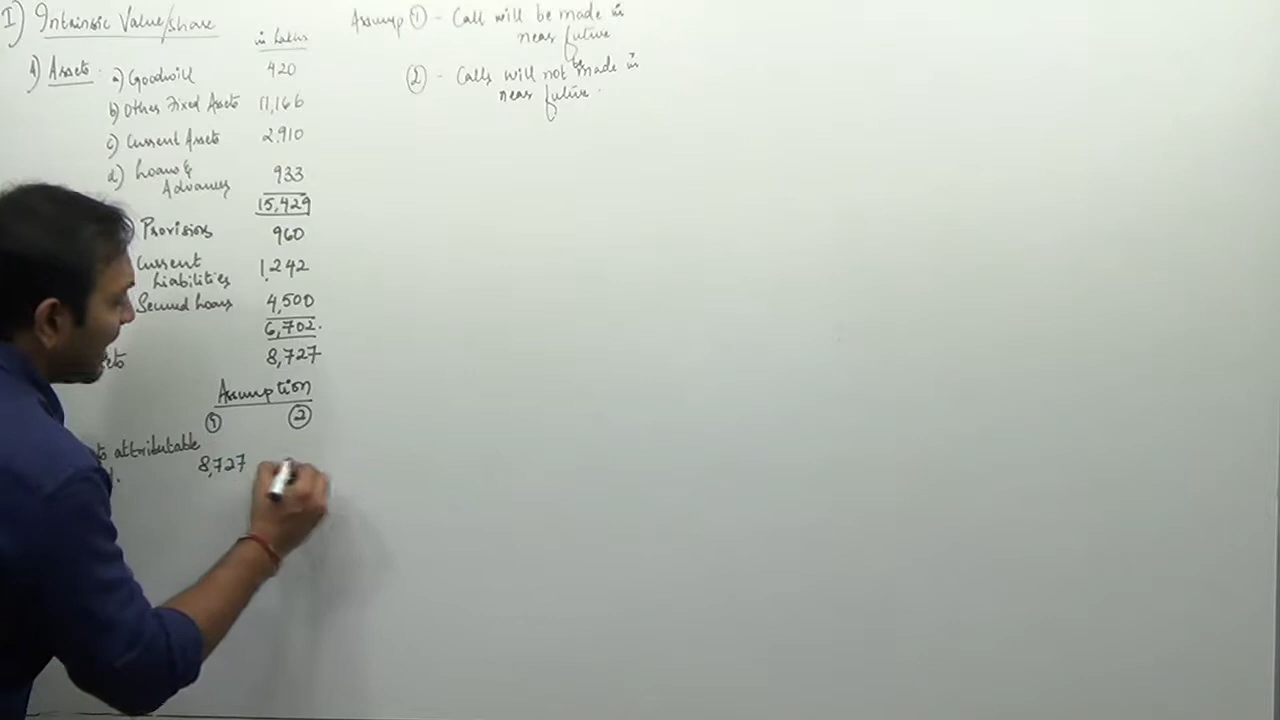 I) Intrinsic Value/share
in Lakhs
A) Assets - a) Goodwill 420
b) Other Fixed Assets 11,166
c) Current Assets 2,910
d) Loans & Advances 933
15,429
Provisions 960
Current Liabilities 1,242
Secured Loans 4,500
6,702.
8,727
Assumption
① ②
attributable 8,727
Assump ① - Call will be made in
near future
② - Calls will not be made in
near future.